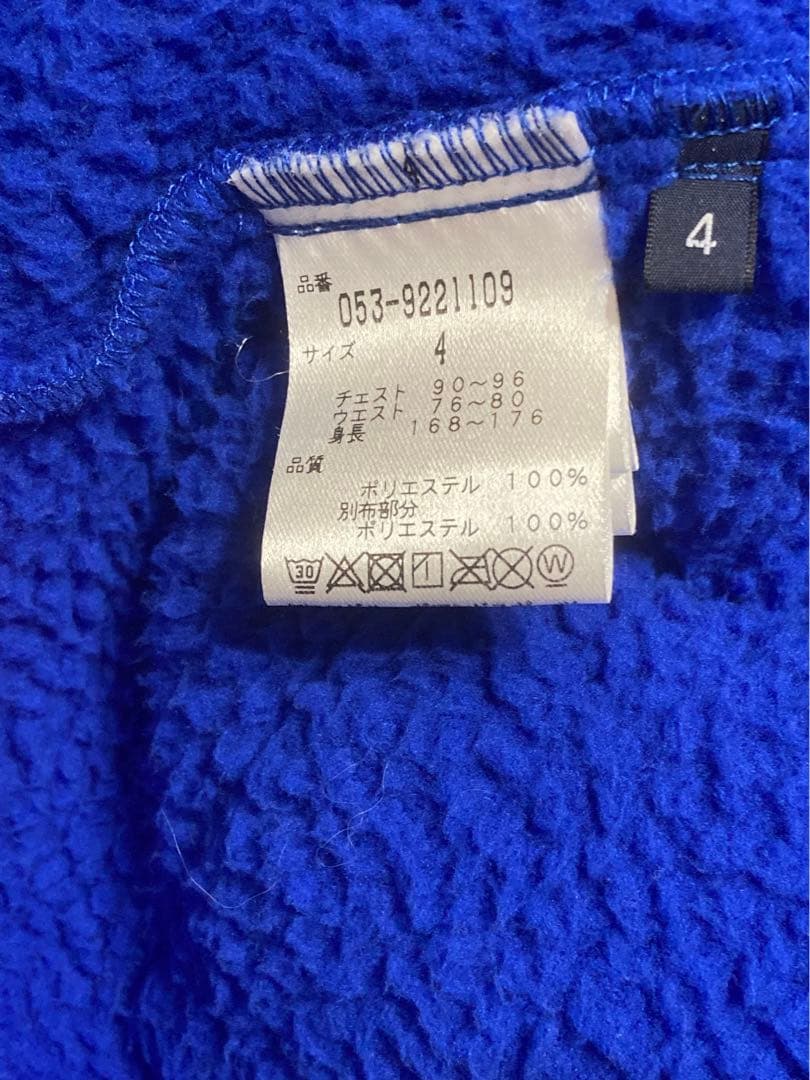 品番
053-9221109
サイズ 4
チェスト 90～96
ウエスト 76～80
身長 168～176
品質
ポリエステル 100%
別布部分
ポリエステル 100%
30 1 W
4